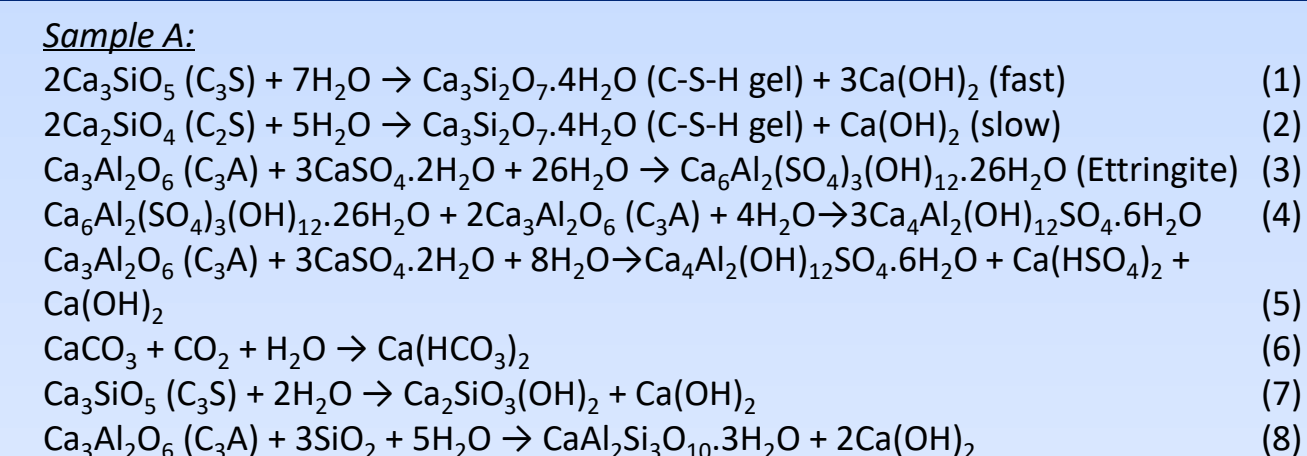 Sample A:
2Ca₃SiO₅ (C₃S) + 7H₂O → Ca₃Si₂O₇.4H₂O (C-S-H gel) + 3Ca(OH)₂ (fast) (1)
2Ca₂SiO₄ (C₂S) + 5H₂O → Ca₃Si₂O₇.4H₂O (C-S-H gel) + Ca(OH)₂ (slow) (2)
Ca₃Al₂O₆ (C₃A) + 3CaSO₄.2H₂O + 26H₂O → Ca₆Al₂(SO₄)₃(OH)₁₂.26H₂O (Ettringite) (3)
Ca₆Al₂(SO₄)₃(OH)₁₂.26H₂O + 2Ca₃Al₂O₆ (C₃A) + 4H₂O→3Ca₄Al₂(OH)₁₂SO₄.6H₂O (4)
Ca₃Al₂O₆ (C₃A) + 3CaSO₄.2H₂O + 8H₂O→Ca₄Al₂(OH)₁₂SO₄.6H₂O + Ca(HSO₄)₂ +
Ca(OH)₂ (5)
CaCO₃ + CO₂ + H₂O → Ca(HCO₃)₂ (6)
Ca₃SiO₅ (C₃S) + 2H₂O → Ca₂SiO₃(OH)₂ + Ca(OH)₂ (7)
Ca₃Al₂O₆ (C₃A) + 3SiO₂ + 5H₂O → CaAl₂Si₃O₁₀.3H₂O + 2Ca(OH)₂ (8)